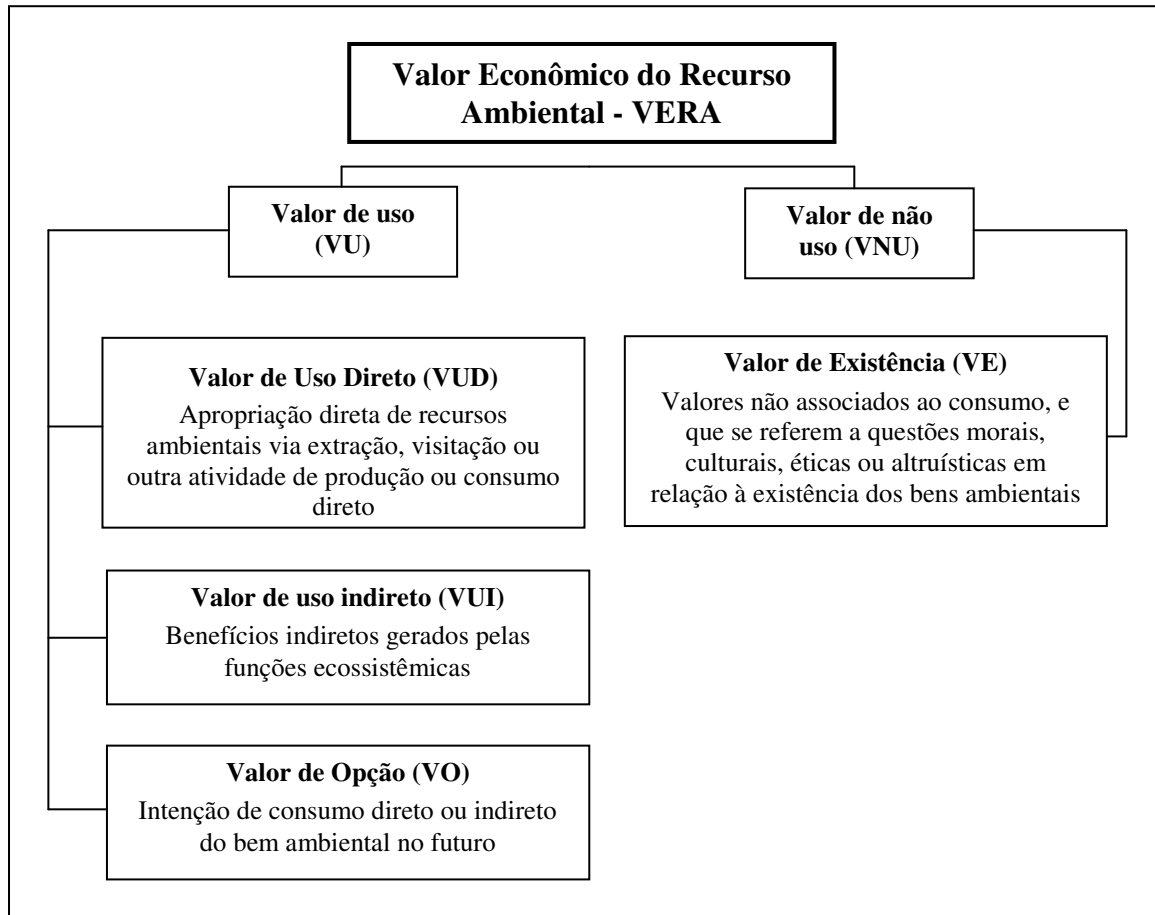 Valor Econômico do Recurso
Ambiental - VERA
Valor de uso
(VU)
Valor de não
uso (VNU)
Valor de Uso Direto (VUD)
Apropriação direta de recursos
ambientais via extração, visitação ou
outra atividade de produção ou consumo
direto
Valor de Existência (VE)
Valores não associados ao consumo, e
que se referem a questões morais,
culturais, éticas ou altruísticas em
relação à existência dos bens ambientais
Valor de uso indireto (VUI)
Benefícios indiretos gerados pelas
funções ecossistêmicas
Valor de Opção (VO)
Intenção de consumo direto ou indireto
do bem ambiental no futuro